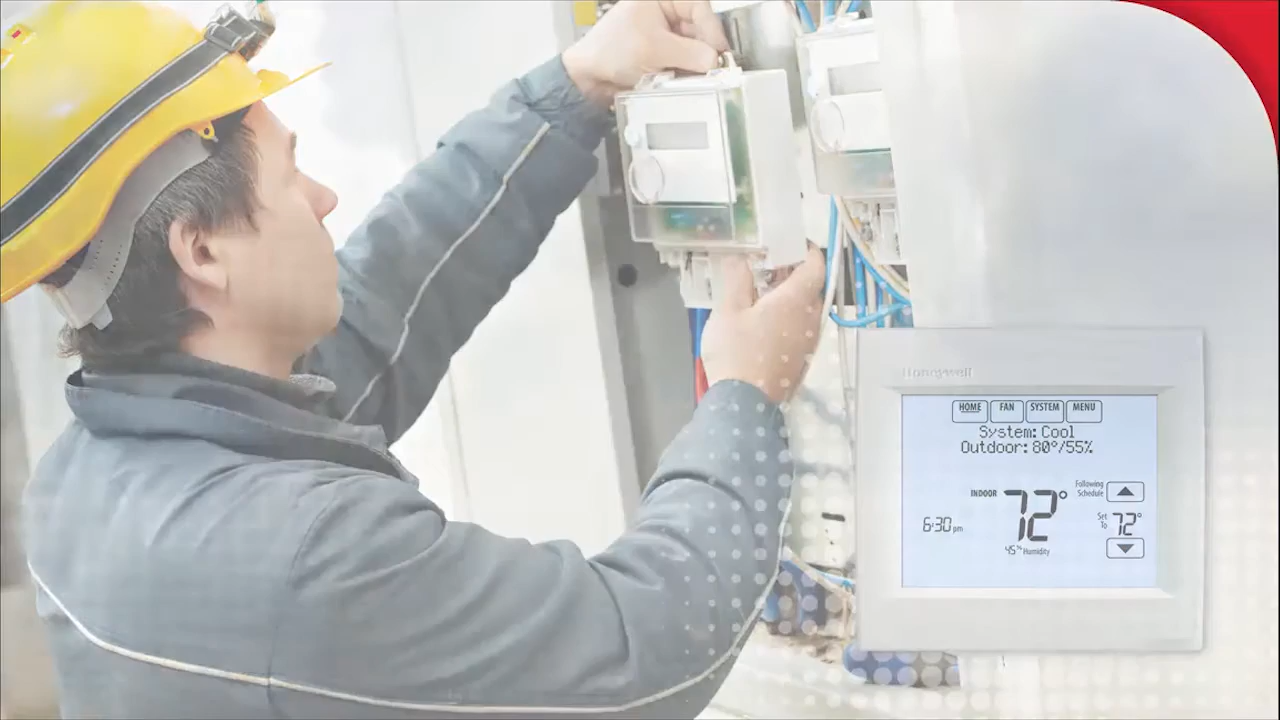 Honeywell
HOME FAN SYSTEM MENU
System: Cool
Outdoor: 80°/55%
INDOOR 72°
Following
Schedule
6:30 pm
Set
To 72°
45% Humidity